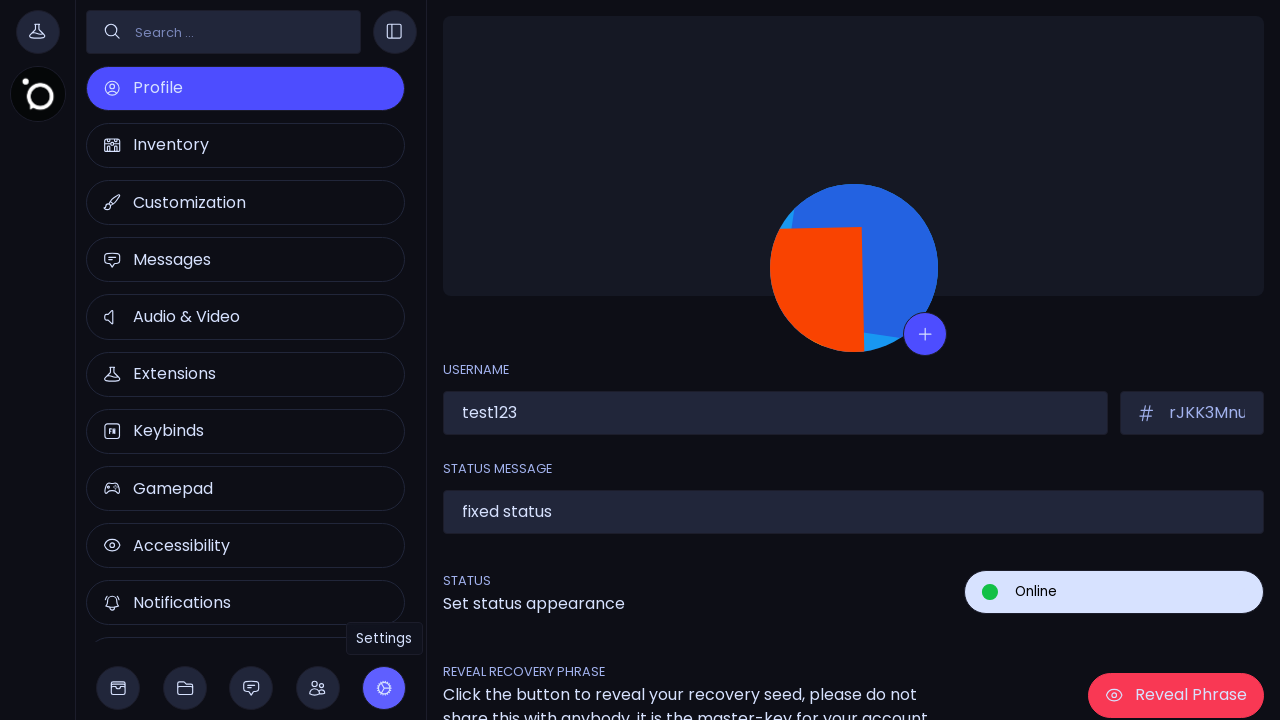 Search ...
Profile
Inventory
Customization
Messages
Audio & Video
Extensions
Keybinds
Gamepad
Accessibility
Notifications
Settings
USERNAME
test123
# rJKK3Mnu
STATUS MESSAGE
fixed status
STATUS
Set status appearance
Online
REVEAL RECOVERY PHRASE
Click the button to reveal your recovery seed, please do not
share this with anybody, it is the master-key for your account.
Reveal Phrase